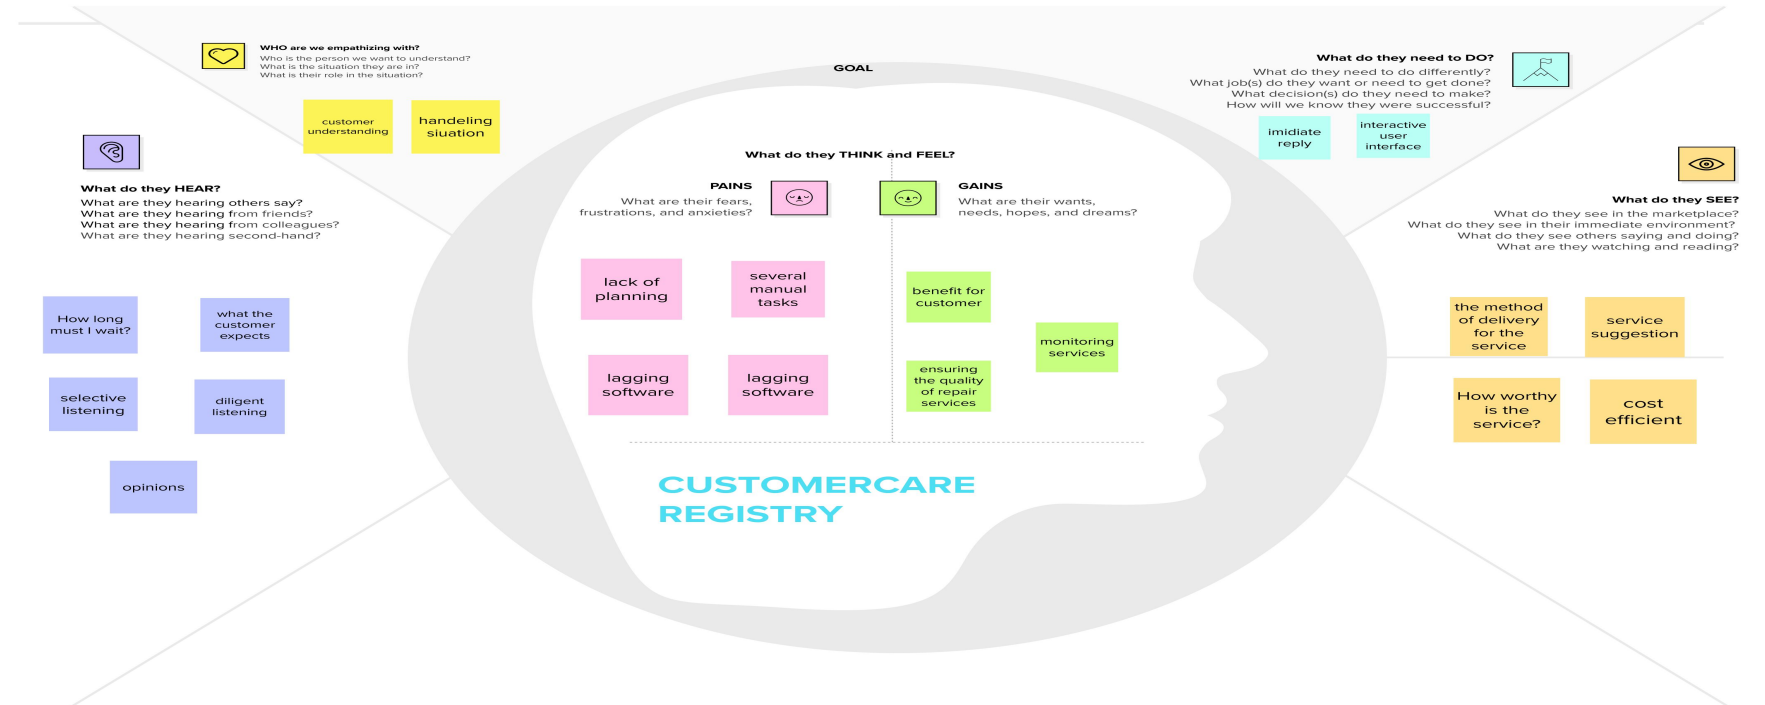 WHO are we empathizing with?
Who is the person we want to understand?
What is the situation they are in?
What is their role in the situation?
customer
understanding
handeling
siuation
GOAL
What do they need to DO?
What do they need to do differently?
What job(s) do they want or need to get done?
What decision(s) do they need to make?
How will we know they were successful?
imidiate
reply
interactive
user
interface
What do they HEAR?
What are they hearing others say?
What are they hearing from friends?
What are they hearing from colleagues?
What are they hearing second-hand?
How long
must I wait?
what the
customer
expects
selective
listening
diligent
listening
opinions
What do they THINK and FEEL?
PAINS
What are their fears,
frustrations, and anxieties?
GAINS
What are their wants,
needs, hopes, and dreams?
lack of
planning
several
manual
tasks
lagging
software
lagging
software
benefit for
customer
monitoring
services
ensuring
the quality
of repair
services
CUSTOMERCARE
REGISTRY
What do they SEE?
What do they see in the marketplace?
What do they see in their immediate environment?
What do they see others saying and doing?
What are they watching and reading?
the method
of delivery
for the
service
service
suggestion
How worthy
is the
service?
cost
efficient